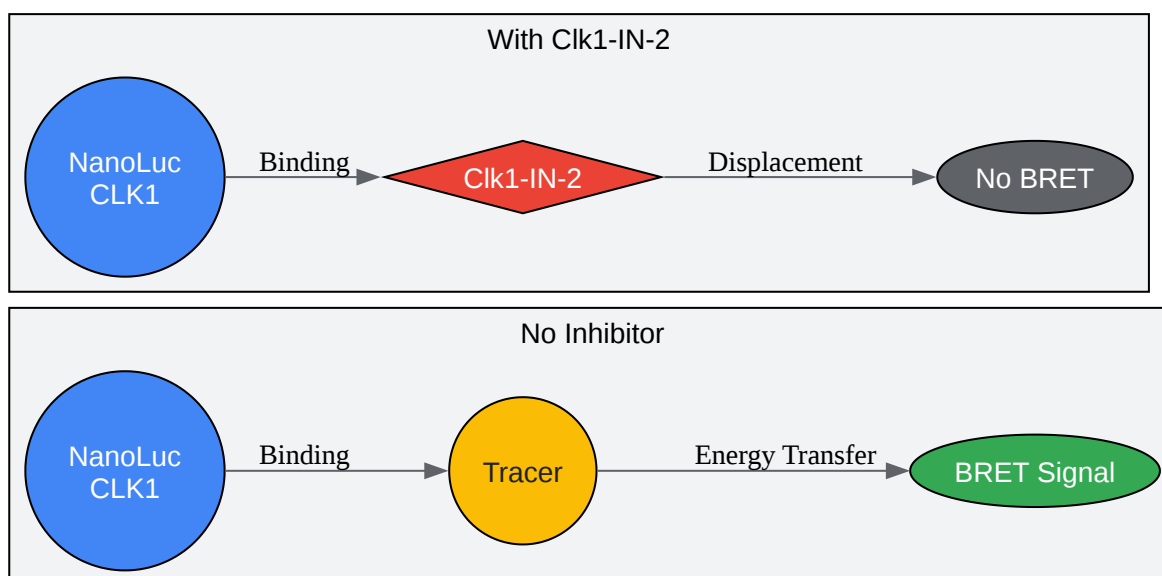 With Clk1-IN-2
NanoLuc
CLK1
Binding
Clk1-IN-2
Displacement
No BRET
No Inhibitor
NanoLuc
CLK1
Binding
Tracer
Energy Transfer
BRET Signal